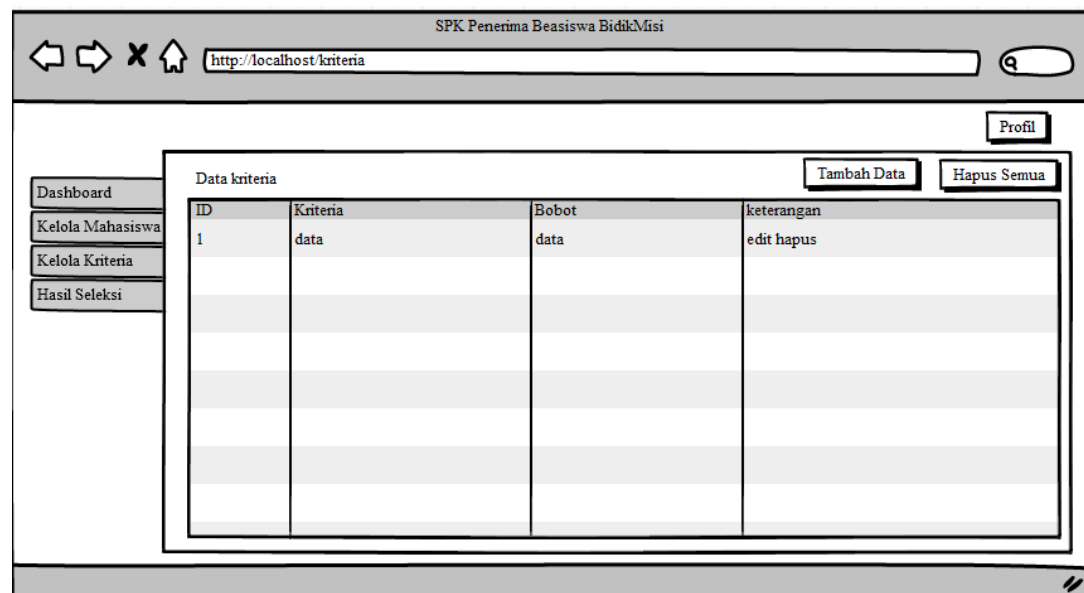 SPK Penerima Beasiswa BidikMisi
http://localhost/kriteria
Profil
Dashboard
Kelola Mahasiswa
Kelola Kriteria
Hasil Seleksi
Data kriteria
Tambah Data
Hapus Semua
ID Kriteria Bobot keterangan
1 data data edit hapus